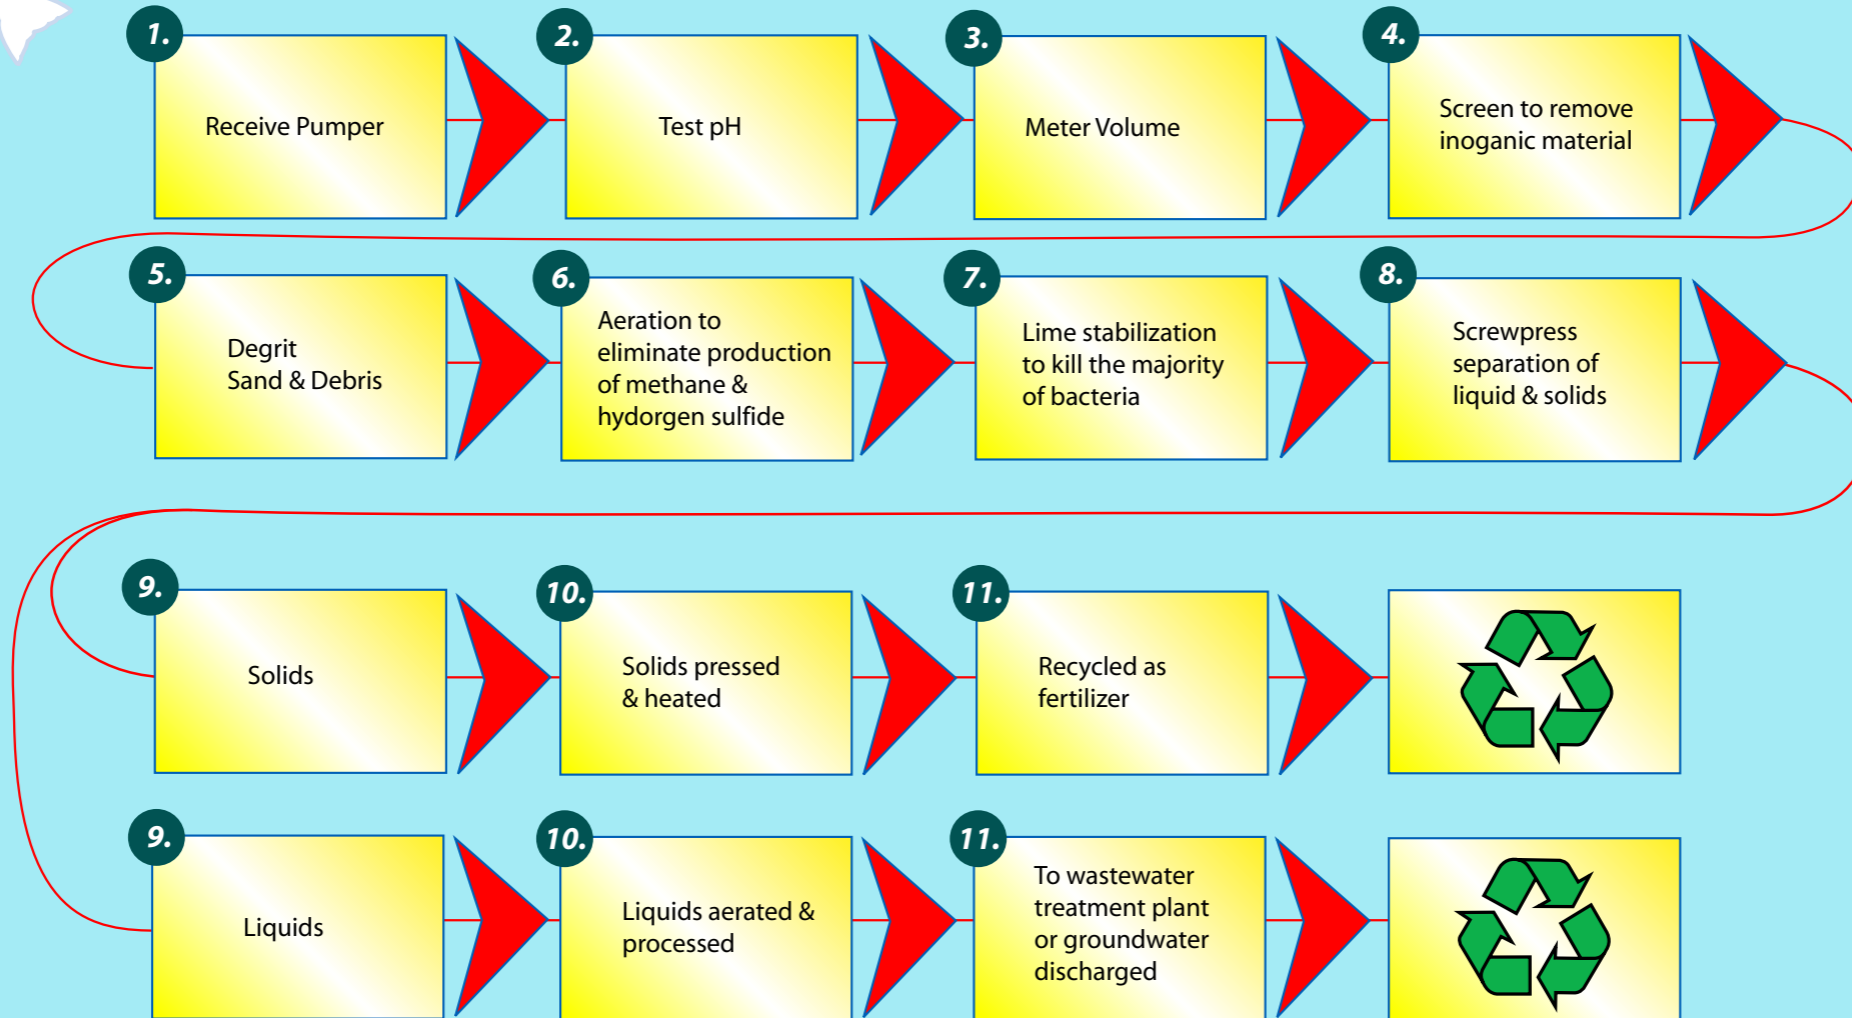 1.
Receive Pumper
2.
Test pH
3.
Meter Volume
4.
Screen to remove
inoganic material
5.
Degrit
Sand & Debris
6.
Aeration to
eliminate production
of methane &
hydorgen sulfide
7.
Lime stabilization
to kill the majority
of bacteria
8.
Screwpress
separation of
liquid & solids
9.
Solids
10.
Solids pressed
& heated
11.
Recycled as
fertilizer
9.
Liquids
10.
Liquids aerated &
processed
11.
To wastewater
treatment plant
or groundwater
discharged